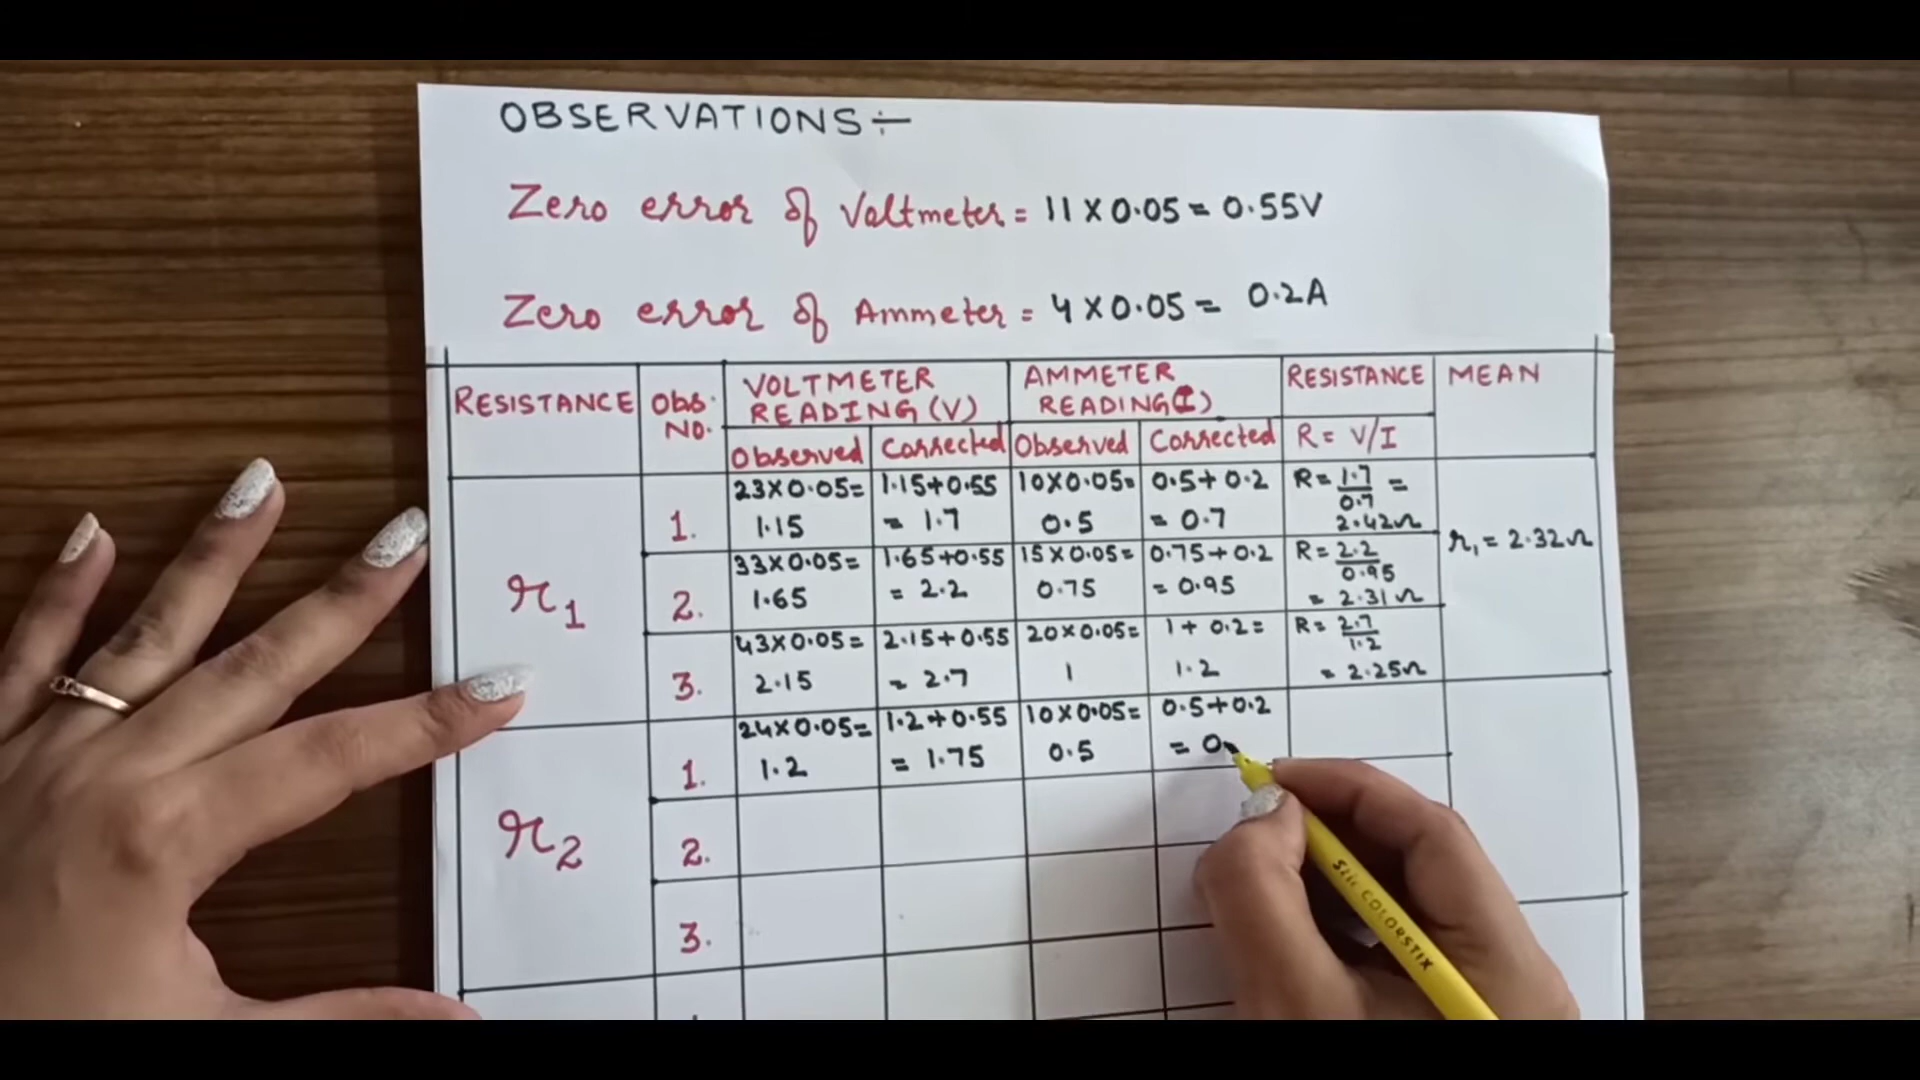 OBSERVATIONS:-
Zero error of Voltmeter = 11 X 0.05 = 0.55V
Zero error of Ammeter = 4 X 0.05 = 0.2A
RESISTANCE
Obs.
NO.
VOLTMETER
READING (V)
AMMETER
READING(I)
RESISTANCE
MEAN
Observed
Corrected
Observed
Corrected
R = V/I
r1
1.
23X0.05=
1.15
1.15+0.55
= 1.7
10X0.05=
0.5
0.5+0.2
= 0.7
R = 1.7/0.7 =
2.42Ω
r1 = 2.32Ω
2.
33X0.05=
1.65
1.65+0.55
= 2.2
15X0.05=
0.75
0.75+0.2
= 0.95
R = 2.2/0.95
= 2.31Ω
3.
43X0.05=
2.15
2.15+0.55
= 2.7
20X0.05=
1
1+0.2=
1.2
R = 2.7/1.2
= 2.25Ω
r2
1.
24X0.05=
1.2
1.2+0.55
= 1.75
10X0.05=
0.5
0.5+0.2
= 0.
2.
3.
Slic COLORSTIX